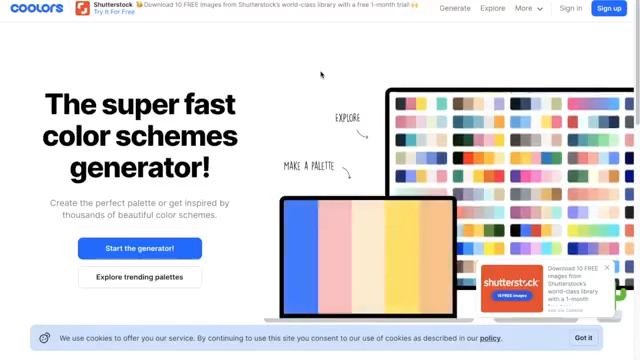 coolors
Shutterstock 😘Download 10 FREE images from Shutterstock's world-class library with a free 1-month trial! 🙌
Try It For Free
Generate Explore More Sign in Sign up
The super fast
color schemes
generator!
EXPLORE
MAKE A PALETTE
Create the perfect palette or get inspired by
thousands of beautiful color schemes.
Start the generator!
Explore trending palettes
shutterstock
10 FREE images
Download 10 FREE
images from
Shutterstock's
world-class library
with a 1-month
We use cookies to offer you our service. By continuing to use this site you consent to our use of cookies as described in our policy.
Got it